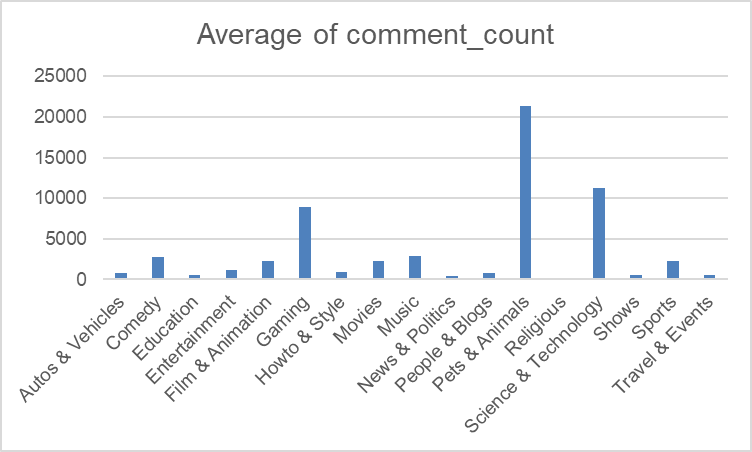 Average of comment_count
25000
20000
15000
10000
5000
0
Autos & Vehicles
Comedy
Education
Entertainment
Film & Animation
Gaming
Howto & Style
Movies
Music
News & Politics
People & Blogs
Pets & Animals
Religious
Science & Technology
Shows
Sports
Travel & Events